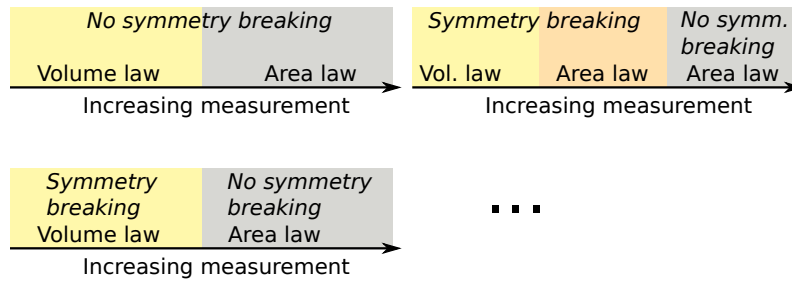 No symmetry breaking
Volume law Area law
Increasing measurement
Symmetry breaking No symm.
breaking
Vol. law Area law Area law
Increasing measurement
Symmetry No symmetry
breaking breaking
Volume law Area law
Increasing measurement
...